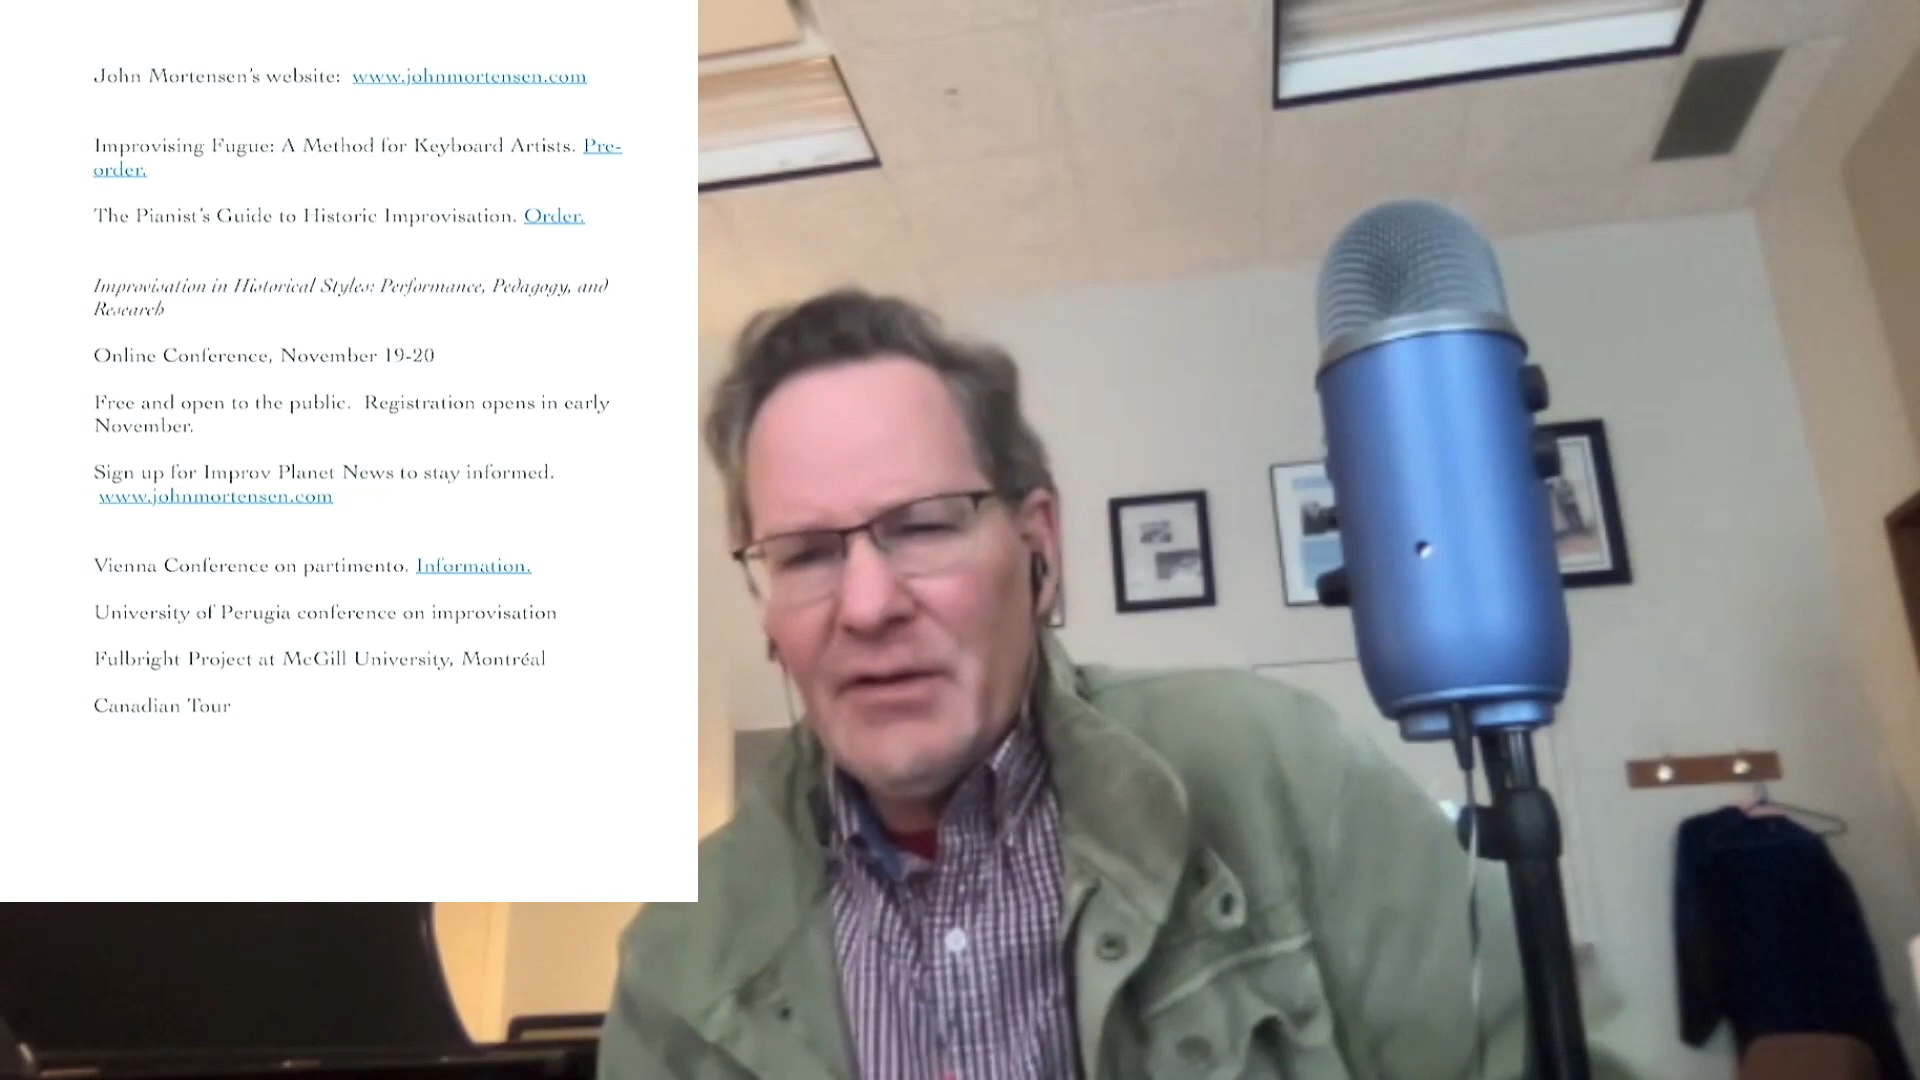 John Mortensen's website:  www.johnmortensen.com
Improvising Fugue: A Method for Keyboard Artists. Pre-
order.
The Pianist's Guide to Historic Improvisation. Order.
Improvisation in Historical Styles: Performance, Pedagogy, and
Research
Online Conference, November 19-20
Free and open to the public.  Registration opens in early
November.
Sign up for Improv Planet News to stay informed.
www.johnmortensen.com
Vienna Conference on partimento. Information.
University of Perugia conference on improvisation
Fulbright Project at McGill University, Montréal
Canadian Tour